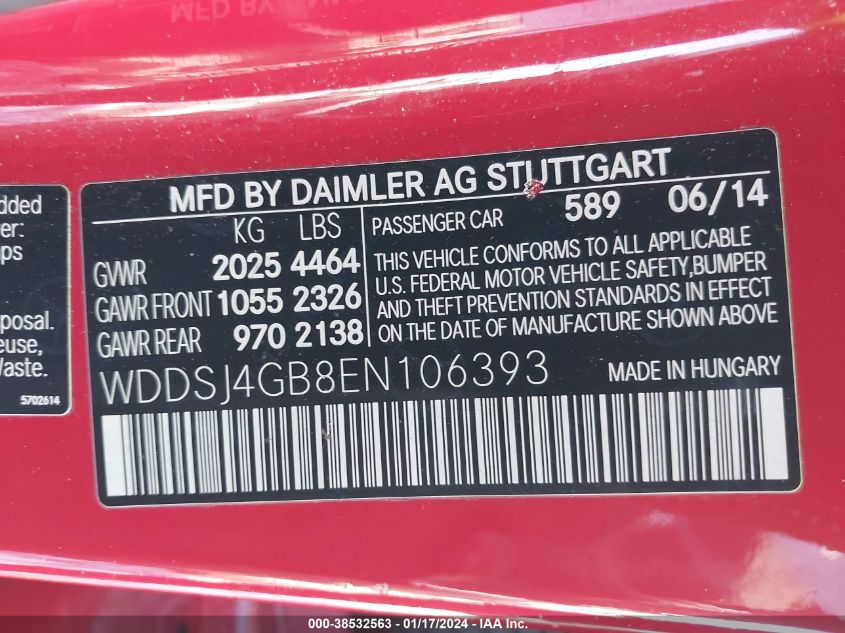 dded
er:
ps
posal.
euse,
Vaste.
5702614
MFD BY DAIMLER AG STUTTGART
KG LBS
GVWR 2025 4464
GAWR FRONT 1055 2326
GAWR REAR 970 2138
PASSENGER CAR 589 06/14
THIS VEHICLE CONFORMS TO ALL APPLICABLE
U.S. FEDERAL MOTOR VEHICLE SAFETY,BUMPER
AND THEFT PREVENTION STANDARDS IN EFFECT
ON THE DATE OF MANUFACTURE SHOWN ABOVE
WDDSJ4GB8EN106393 MADE IN HUNGARY
000-38532563 - 01/17/2024 - IAA, Inc.